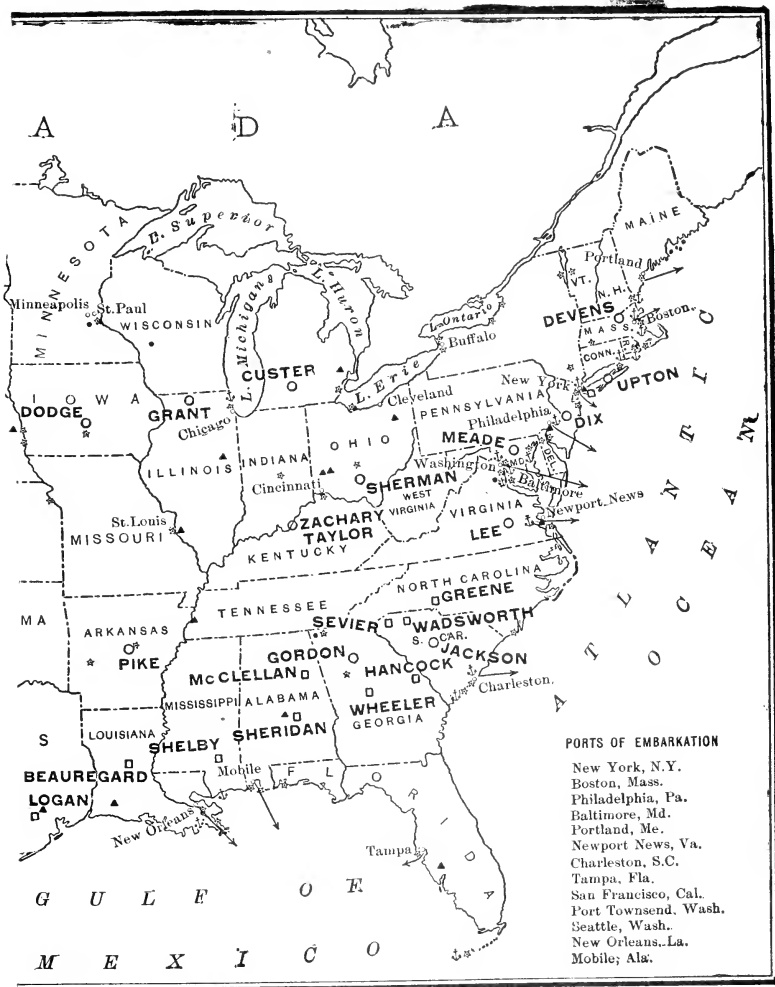 A D A
L. Superior
MINNESOTA
MAINE
Portland
VT.
N.H.
L. Huron
L. Michigans
Minneapolis
St.Paul
WISCONSIN
L. Ontario
Buffalo
DEVENS
Boston.
MASS.
CONN.
R.I.
CUSTER
L. Erie
Cleveland
New York
UPTON
IOWA
DODGE
GRANT
Chicago
PENNSYLVANIA
Philadelphia
DIX
MEADE
OHIO
INDIANA
ILLINOIS
Washington
MD.
DEL.
Baltimore
Cincinnati
SHERMAN
WEST
VIRGINIA
VIRGINIA
Newport News
LEE
St.Louis
MISSOURI
ZACHARY
TAYLOR
KENTUCKY
MA
ARKANSAS
PIKE
TENNESSEE
NORTH CAROLINA
GREENE
SEVIER
WADSWORTH
S. CAR.
JACKSON
GORDON
HANCOCK
McCLELLAN
MISSISSIPPI
ALABAMA
WHEELER
GEORGIA
Charleston.
S
LOUISIANA
SHELBY
SHERIDAN
BEAUREGARD
Mobile
FLORIDA
LOGAN
New Orleans
Tampa
ATLANTIC
OCEAN
GULF OF
MEXICO
PORTS OF EMBARKATION
New York, N.Y.
Boston, Mass.
Philadelphia, Pa.
Baltimore, Md.
Portland, Me.
Newport News, Va.
Charleston, S.C.
Tampa, Fla.
San Francisco, Cal.
Port Townsend, Wash.
Seattle, Wash.
New Orleans, La.
Mobile; Ala.